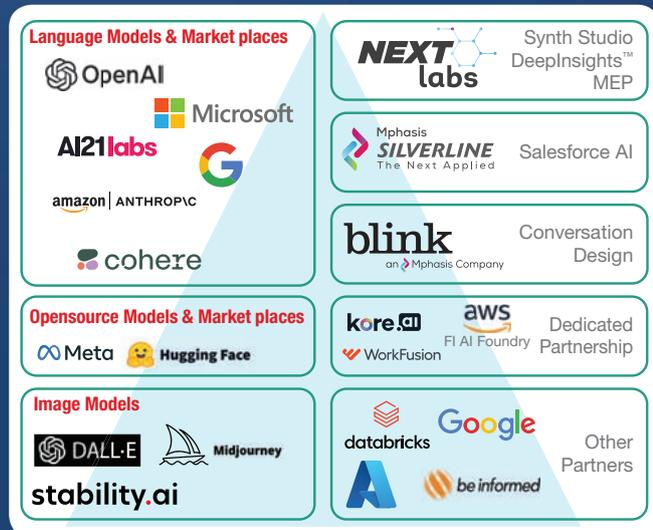 Language Models & Market places
OpenAI
Microsoft
AI21labs
amazon | ANTHROP\C
cohere
Opensource Models & Market places
Meta
Hugging Face
Image Models
DALL·E
Midjourney
stability.ai
NEXT
labs
Synth Studio
DeepInsights™
MEP
Mphasis
SILVERLINE
The Next Applied
Salesforce AI
blink
an Mphasis Company
Conversation
Design
kore.ai
WorkFusion
aws
FI AI Foundry
Dedicated
Partnership
databricks
Google
be informed
Other
Partners